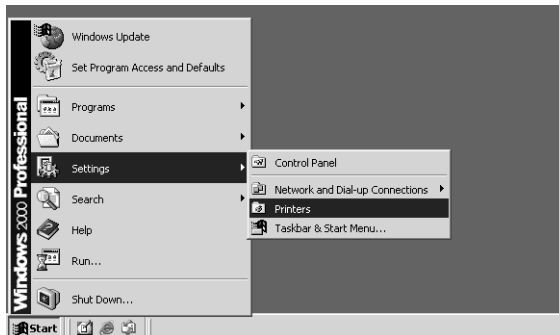 Windows 2000 Professional
Windows Update
Set Program Access and Defaults
Programs
Documents
Settings
Search
Help
Run...
Shut Down...
Control Panel
Network and Dial-up Connections
Printers
Taskbar & Start Menu...
Start